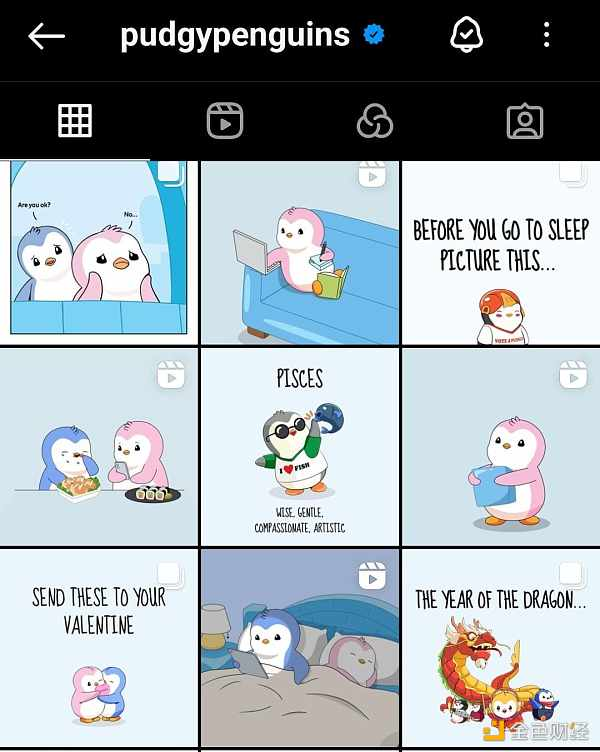 pudgypenguins
Are you ok?
No...
BEFORE YOU GO TO SLEEP
PICTURE THIS...
PISCES
I ❤ FISH
WISE, GENTLE,
COMPASSIONATE, ARTISTIC
SEND THESE TO YOUR
VALENTINE
THE YEAR OF THE DRAGON...
金色财经